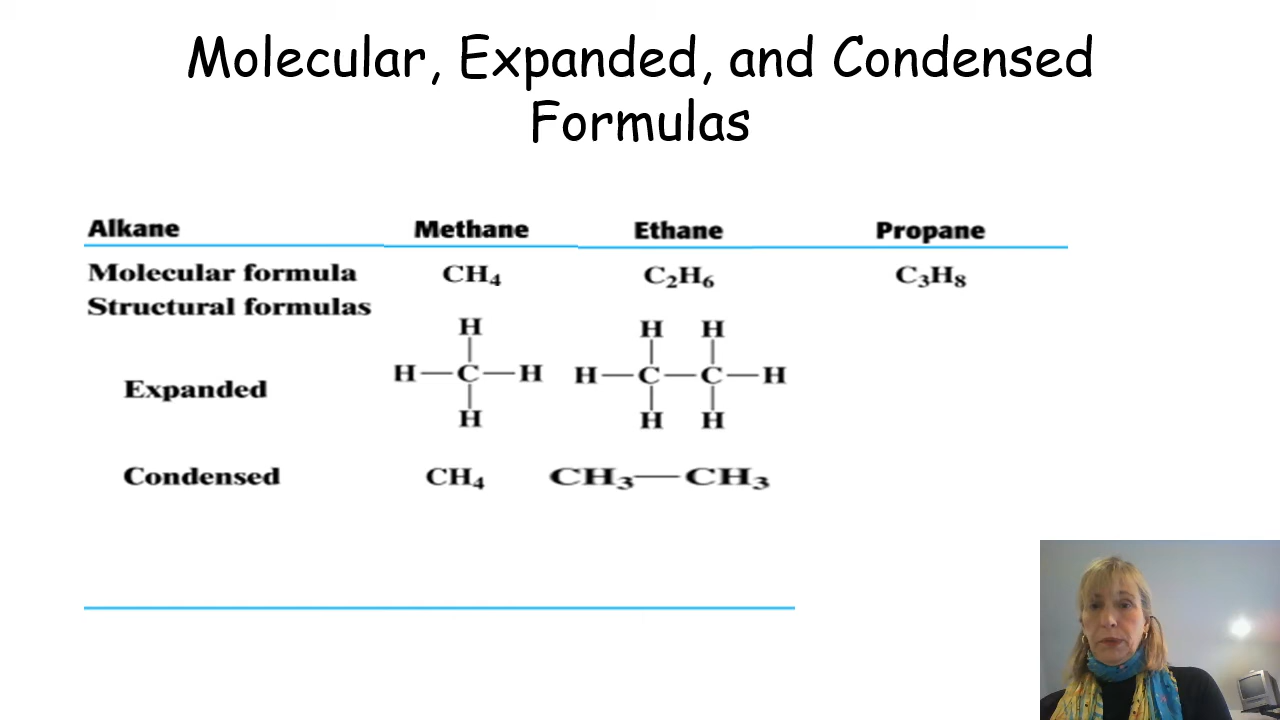 Molecular, Expanded, and Condensed
Formulas
Alkane Methane Ethane Propane
Molecular formula CH₄ C₂H₆ C₃H₈
Structural formulas
H H H
| | |
Expanded H—C—H H—C—C—H
| | |
H H H
Condensed CH₄ CH₃—CH₃